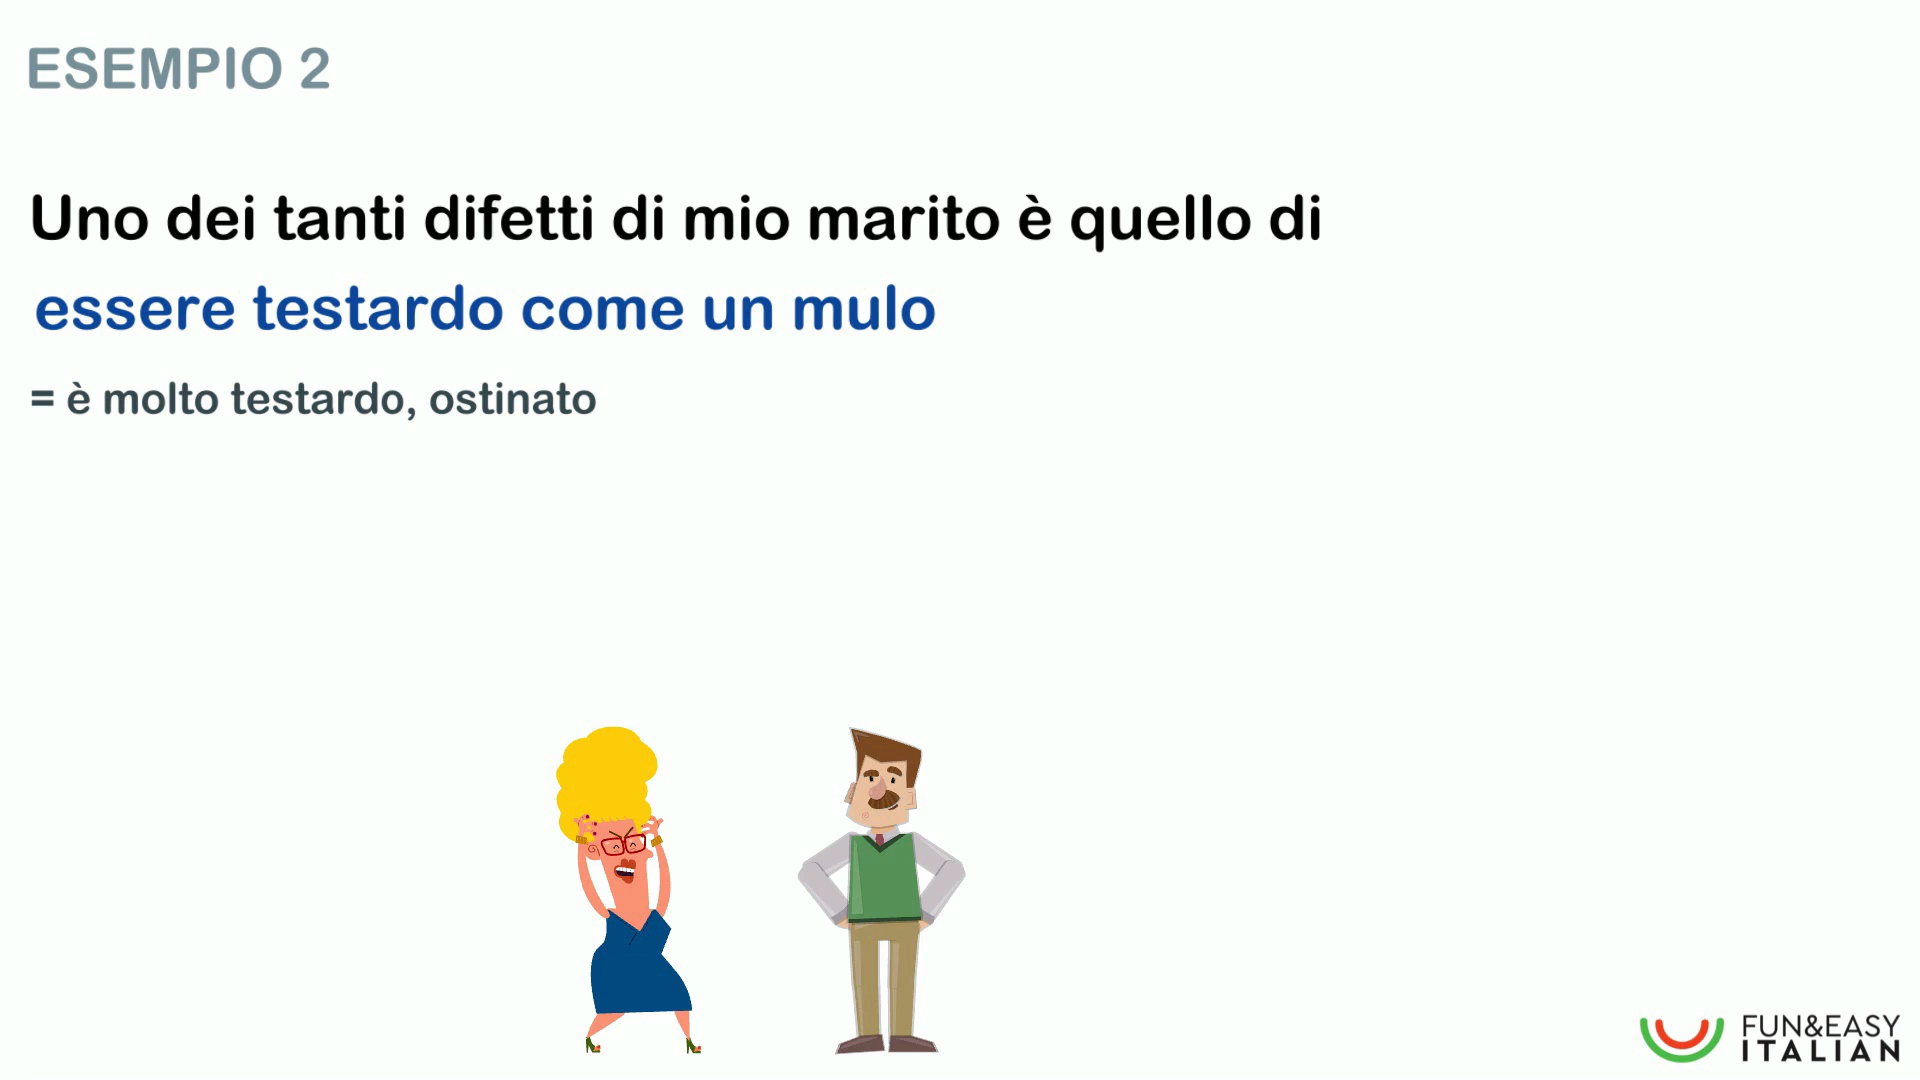 ESEMPIO 2
Uno dei tanti difetti di mio marito è quello di
essere testardo come un mulo
= è molto testardo, ostinato
FUN&EASY
ITALIAN